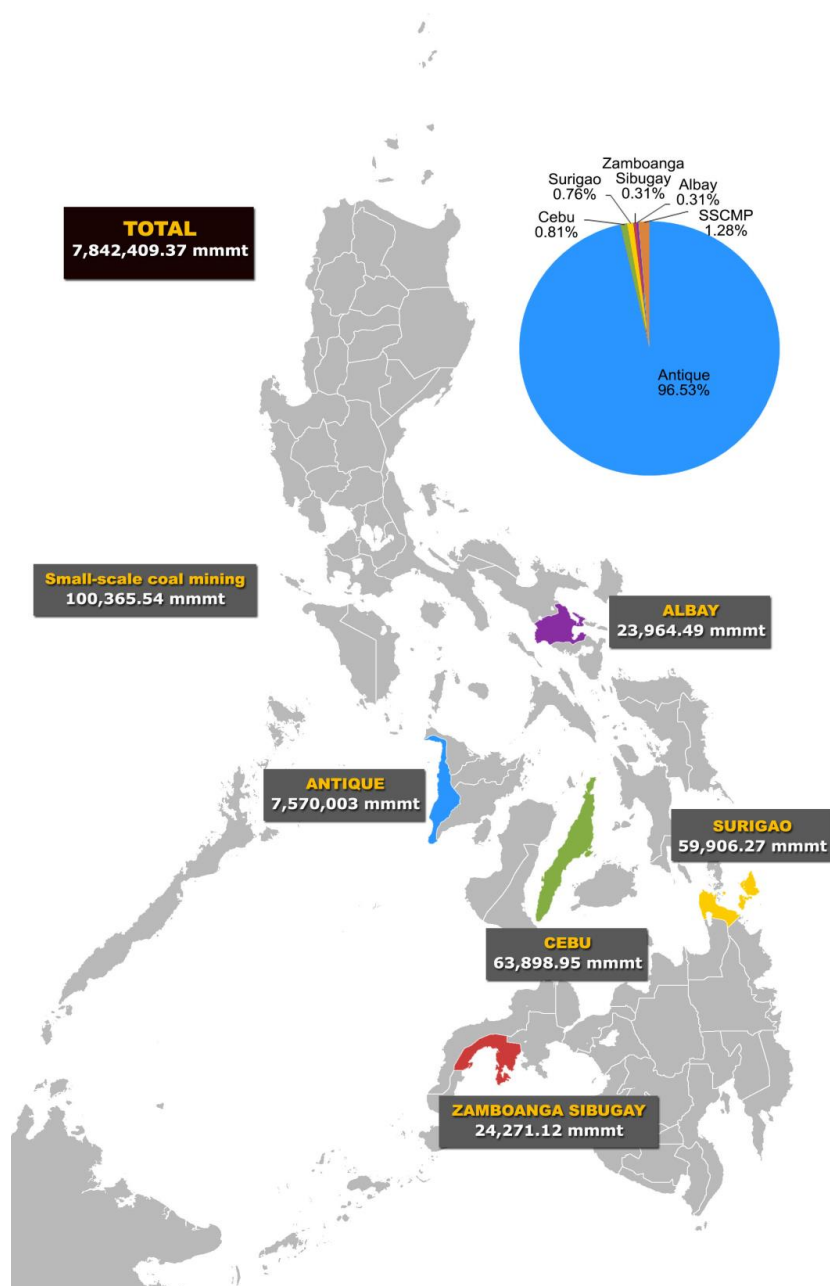 Zamboanga
Sibugay
0.31%
Surigao
0.76%
Albay
0.31%
Cebu
0.81%
SSCMP
1.28%
TOTAL
7,842,409.37 mmmt
Antique
96.53%
Small-scale coal mining
100,365.54 mmmt
ALBAY
23,964.49 mmmt
ANTIQUE
7,570,003 mmmt
SURIGAO
59,906.27 mmmt
CEBU
63,898.95 mmmt
ZAMBOANGA SIBUGAY
24,271.12 mmmt